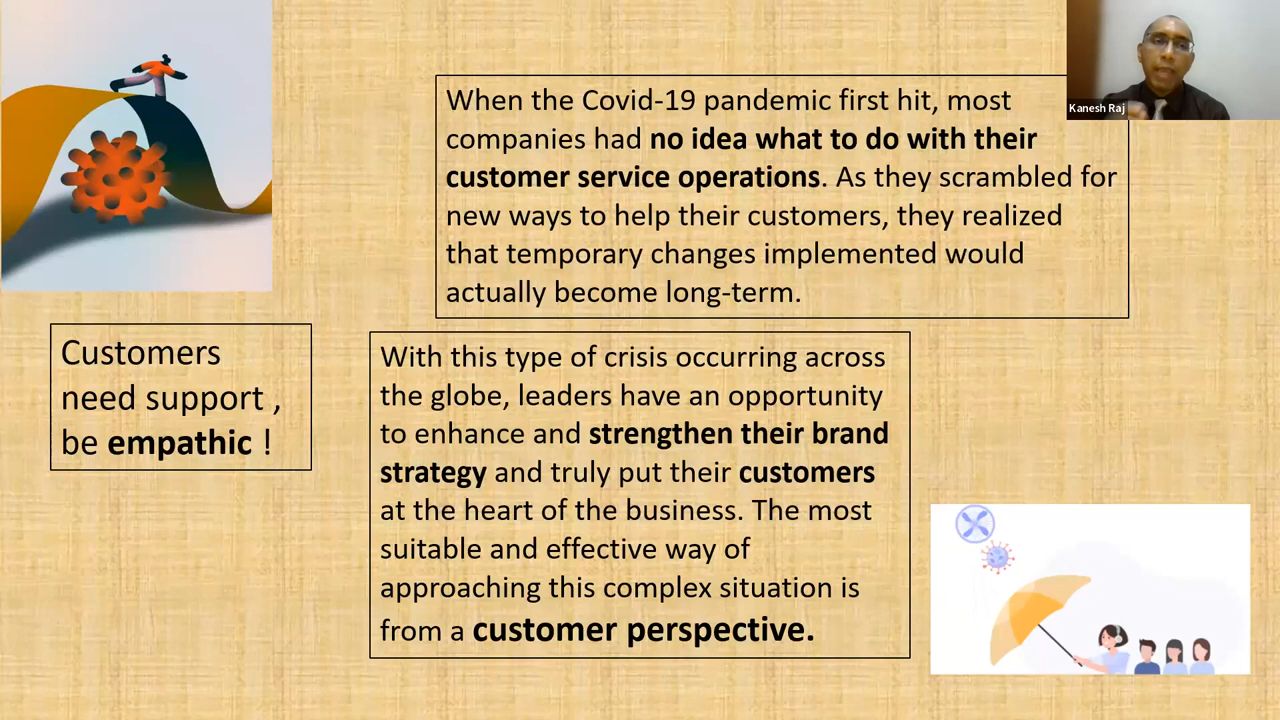 Kanesh Raj
When the Covid-19 pandemic first hit, most
companies had no idea what to do with their
customer service operations. As they scrambled for
new ways to help their customers, they realized
that temporary changes implemented would
actually become long-term.
Customers
need support ,
be empathic !
With this type of crisis occurring across
the globe, leaders have an opportunity
to enhance and strengthen their brand
strategy and truly put their customers
at the heart of the business. The most
suitable and effective way of
approaching this complex situation is
from a customer perspective.